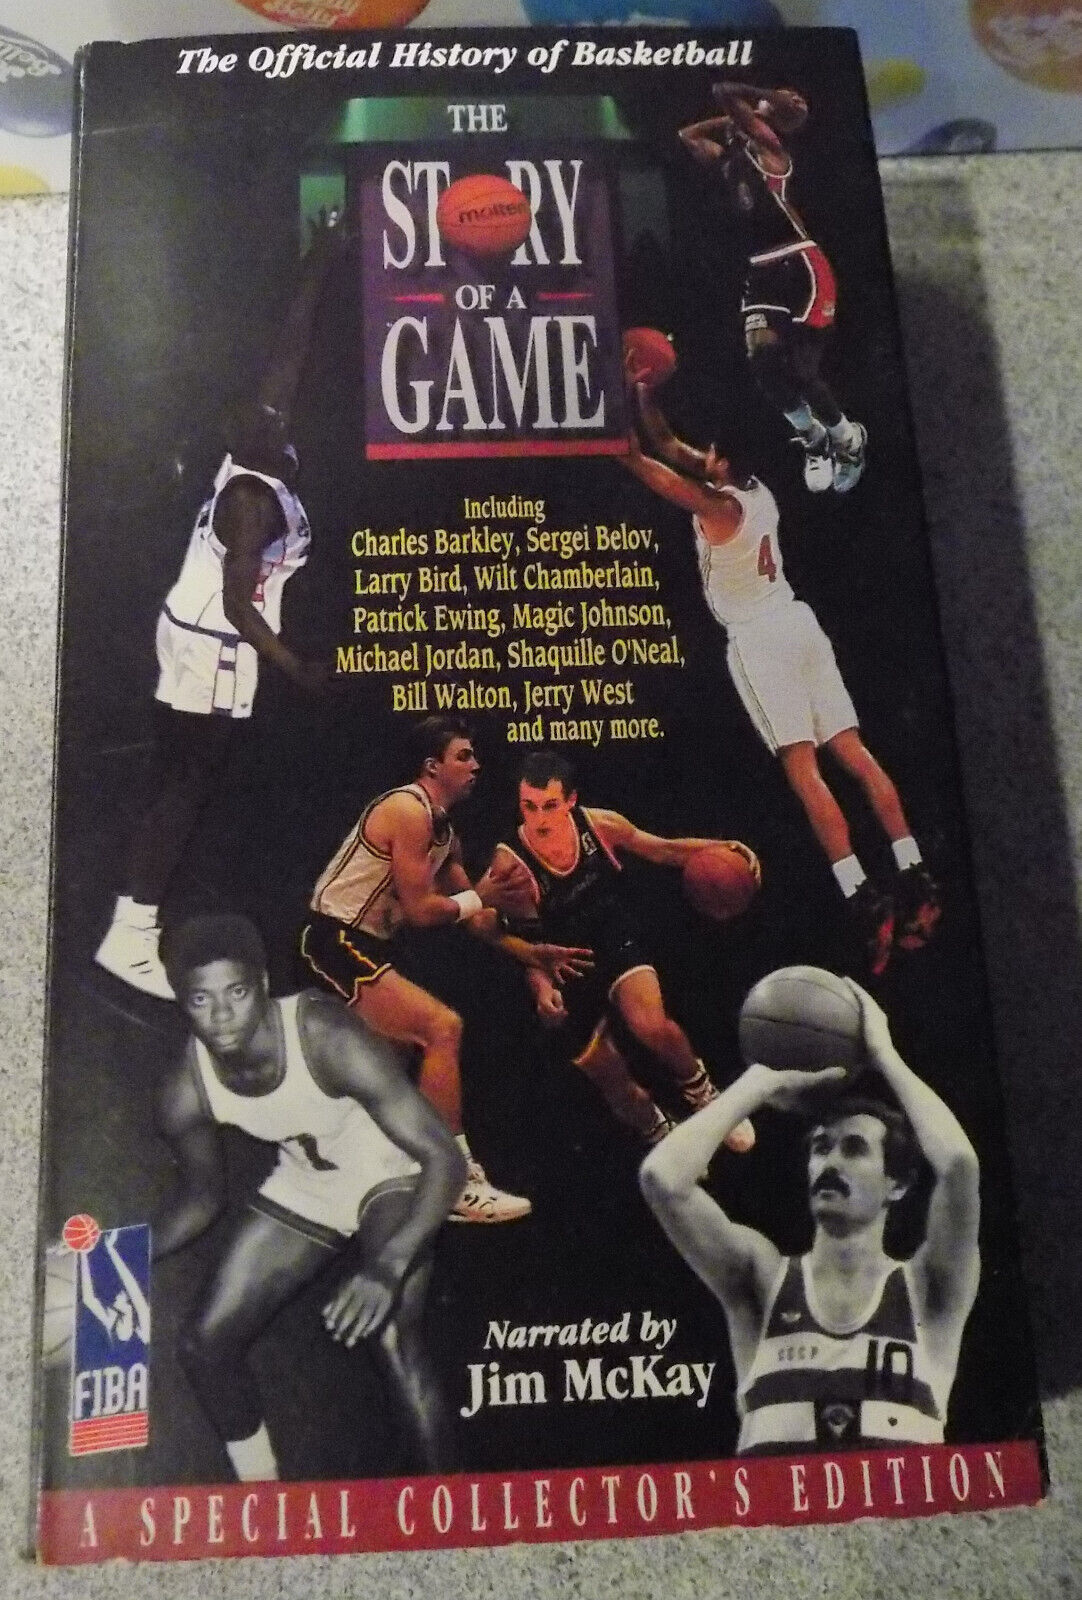 The Official History of Basketball
THE
STORY
molten
OF A
GAME
Including
Charles Barkley, Sergei Belov,
Larry Bird, Wilt Chamberlain,
Patrick Ewing, Magic Johnson,
Michael Jordan, Shaquille O'Neal,
Bill Walton, Jerry West
and many more.
4
CCCP
10
Narrated by
Jim McKay
FIBA
A SPECIAL COLLECTOR'S EDITION